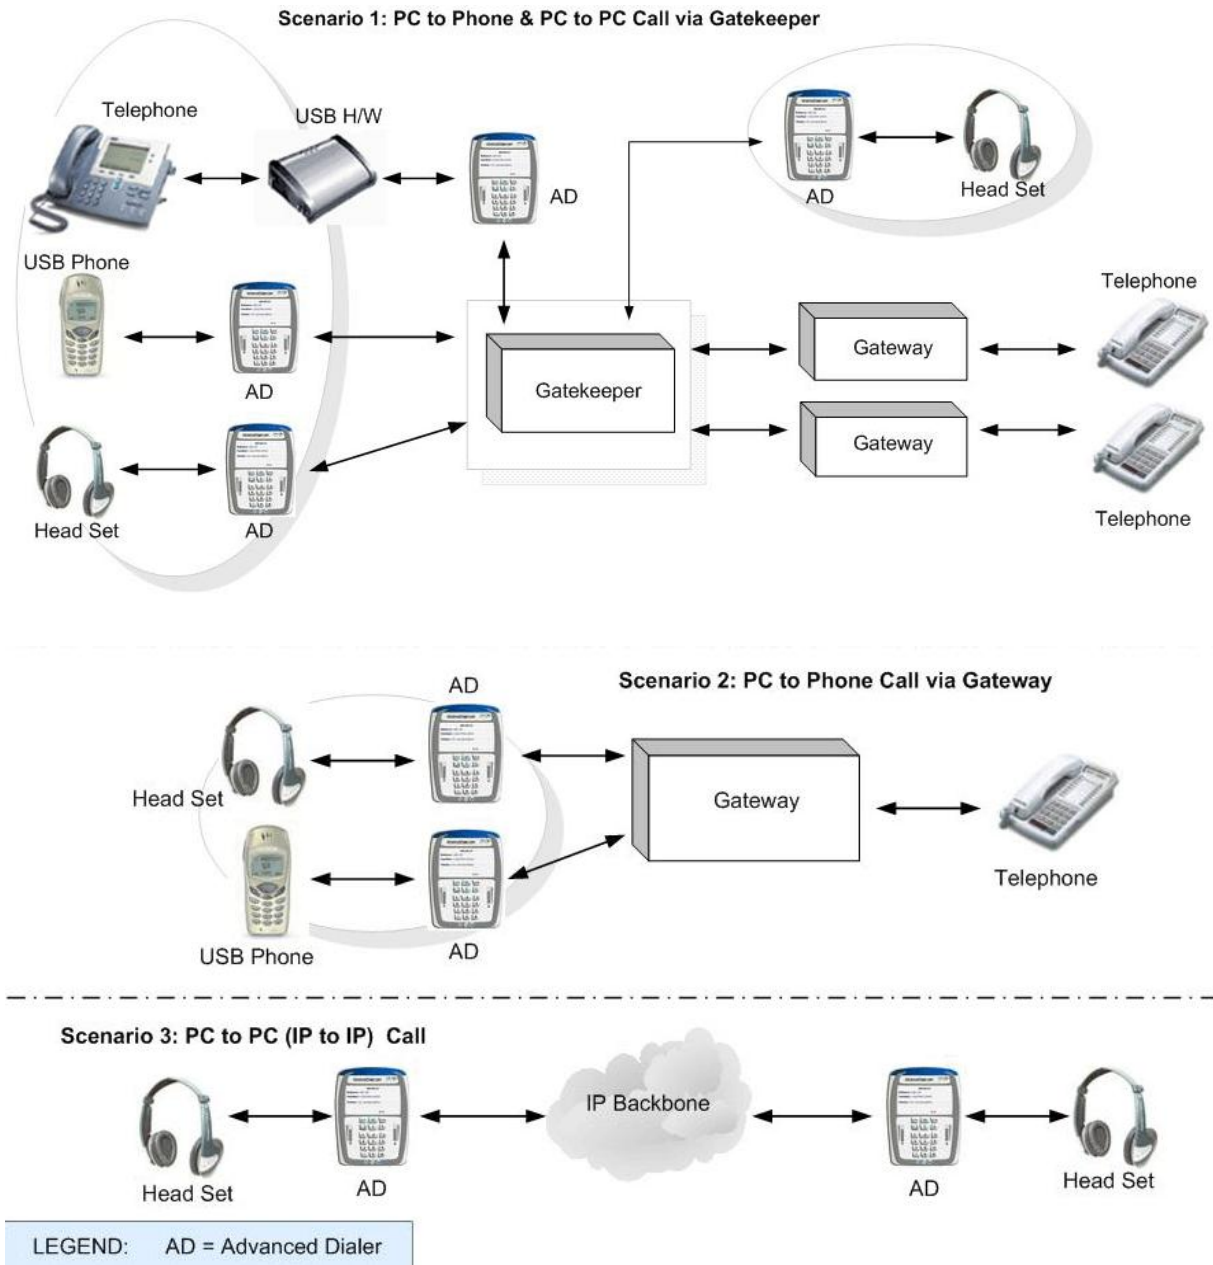 Scenario 1: PC to Phone & PC to PC Call via Gatekeeper
Telephone
USB H/W
AD
AD
Head Set
USB Phone
AD
Gatekeeper
Gateway
Telephone
Head Set
AD
Gateway
Telephone
Scenario 2: PC to Phone Call via Gateway
AD
Head Set
Gateway
Telephone
USB Phone
AD
Scenario 3: PC to PC (IP to IP) Call
IP Backbone
Head Set
AD
AD
Head Set
LEGEND: AD = Advanced Dialer